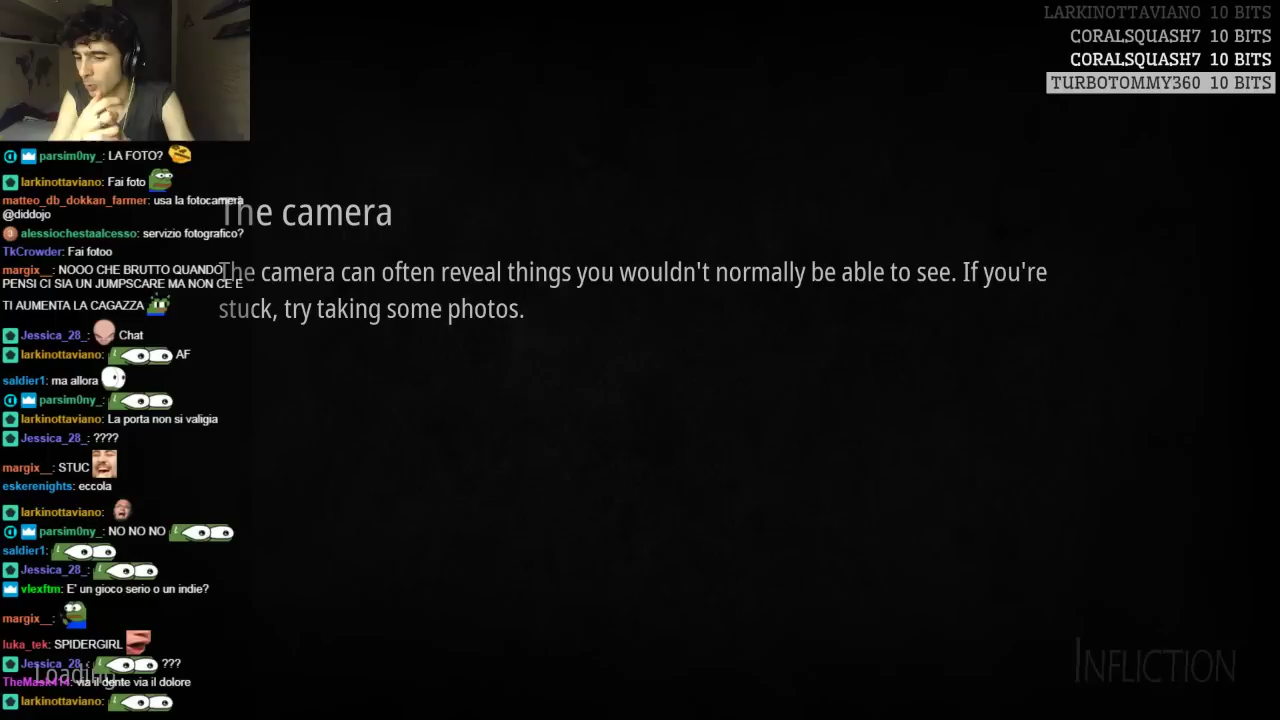 LARKINOTTAVIANO 10 BITS
CORALSQUASH7 10 BITS
CORALSQUASH7 10 BITS
TURBOTOMMY360 10 BITS
parsim0ny_: LA FOTO?
larkinottaviano: Fai foto
matteo_db_dokkan_farmer: usa la fotocamera
@diddojo
alessiochestaalcesso: servizio fotografico?
TkCrowder: Fai fotoo
margix__: NOOO CHE BRUTTO QUANDO
PENSI CI SIA UN JUMPSCARE MA NON CE E
TI AUMENTA LA CAGAZZA
Jessica_28_: Chat
larkinottaviano: AF
saldier1: ma allora
parsim0ny_:
larkinottaviano: La porta non si valigia
Jessica_28_: ????
margix__: STUC
eskerenights: eccola
larkinottaviano:
parsim0ny_: NO NO NO
saldier1:
Jessica_28_:
vlexftm: E' un gioco serio o un indie?
margix__:
luka_tek: SPIDERGIRL
Jessica_28_: ???
TheMask414: via il dente via il dolore
larkinottaviano:
The camera
The camera can often reveal things you wouldn't normally be able to see. If you're
stuck, try taking some photos.
Loading
INFLICTION